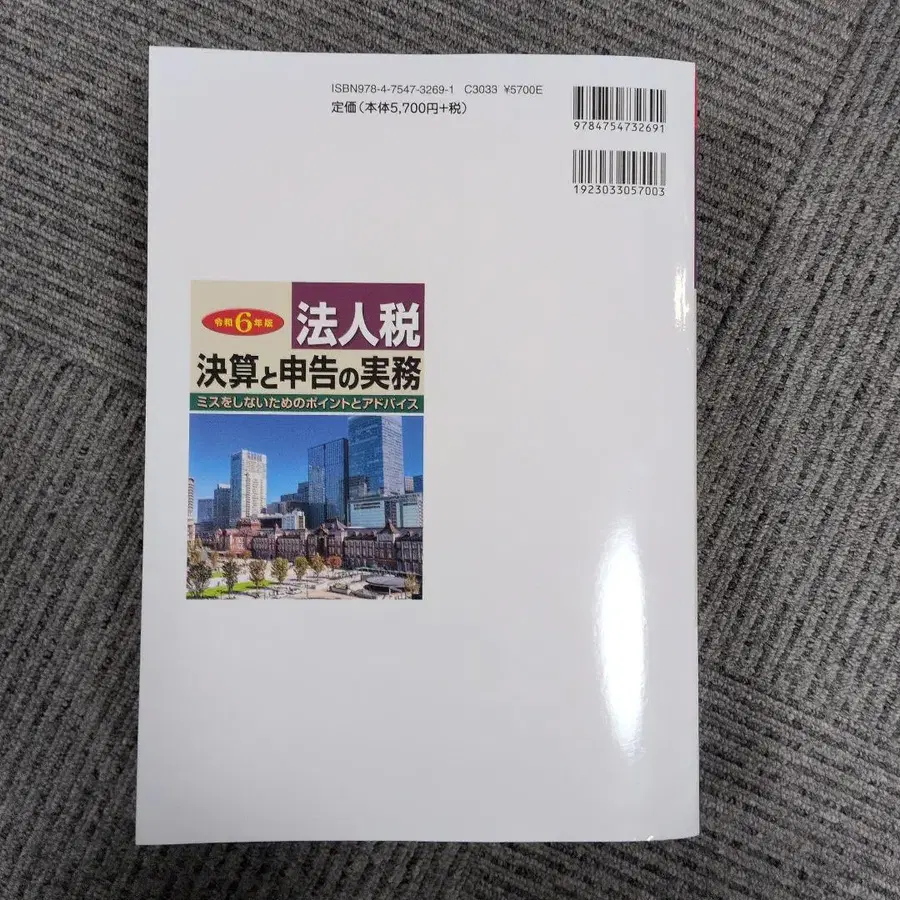 ISBN978-4-7547-3269-1 C3033 ¥5700E
定価(本体5,700円+税)
9784754732691
1923033057003
令和6年版
法人税
決算と申告の実務
ミスをしないためのポイントとアドバイス